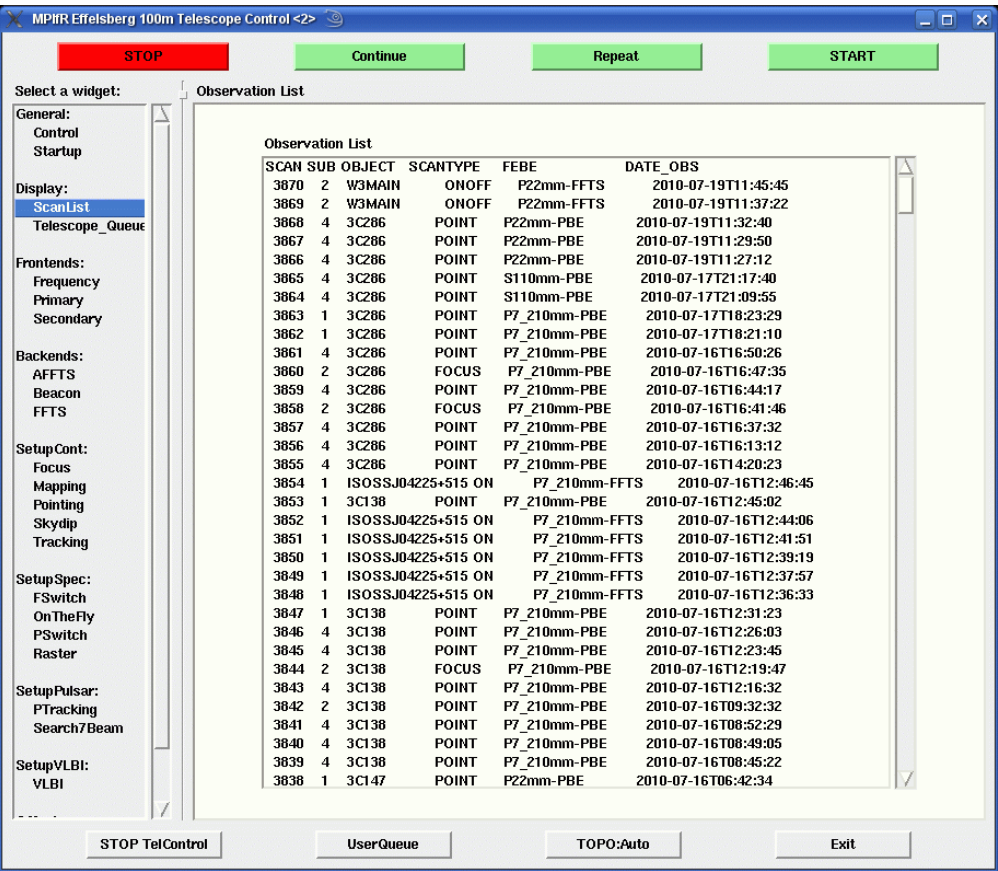 MPIfR Effelsberg 100m Telescope Control <2>
STOP Continue Repeat START
Select a widget:
General:
Control
Startup
Display:
ScanList
Telescope_Queue
Frontends:
Frequency
Primary
Secondary
Backends:
AFFTS
Beacon
FFTS
SetupCont:
Focus
Mapping
Pointing
Skydip
Tracking
SetupSpec:
FSwitch
OnTheFly
PSwitch
Raster
SetupPulsar:
PTracking
Search7Beam
SetupVLBI:
VLBI
Observation List
Observation List
SCAN SUB OBJECT SCANTYPE FEBE DATE_OBS
3870 2 W3MAIN ONOFF P22mm-FFTS 2010-07-19T11:45:45
3869 2 W3MAIN ONOFF P22mm-FFTS 2010-07-19T11:37:22
3868 4 3C286 POINT P22mm-PBE 2010-07-19T11:32:40
3867 4 3C286 POINT P22mm-PBE 2010-07-19T11:29:50
3866 4 3C286 POINT P22mm-PBE 2010-07-19T11:27:12
3865 4 3C286 POINT S110mm-PBE 2010-07-17T21:17:40
3864 4 3C286 POINT S110mm-PBE 2010-07-17T21:09:55
3863 1 3C286 POINT P7_210mm-PBE 2010-07-17T18:23:29
3862 1 3C286 POINT P7_210mm-PBE 2010-07-17T18:21:10
3861 4 3C286 POINT P7_210mm-PBE 2010-07-16T16:50:26
3860 2 3C286 FOCUS P7_210mm-PBE 2010-07-16T16:47:35
3859 4 3C286 POINT P7_210mm-PBE 2010-07-16T16:44:17
3858 2 3C286 FOCUS P7_210mm-PBE 2010-07-16T16:41:46
3857 4 3C286 POINT P7_210mm-PBE 2010-07-16T16:37:32
3856 4 3C286 POINT P7_210mm-PBE 2010-07-16T16:13:12
3855 4 3C286 POINT P7_210mm-PBE 2010-07-16T14:20:23
3854 1 ISOSSJ04225+515 ON P7_210mm-FFTS 2010-07-16T12:46:45
3853 1 3C138 POINT P7_210mm-PBE 2010-07-16T12:45:02
3852 1 ISOSSJ04225+515 ON P7_210mm-FFTS 2010-07-16T12:44:06
3851 1 ISOSSJ04225+515 ON P7_210mm-FFTS 2010-07-16T12:41:51
3850 1 ISOSSJ04225+515 ON P7_210mm-FFTS 2010-07-16T12:39:19
3849 1 ISOSSJ04225+515 ON P7_210mm-FFTS 2010-07-16T12:37:57
3848 1 ISOSSJ04225+515 ON P7_210mm-FFTS 2010-07-16T12:36:33
3847 1 3C138 POINT P7_210mm-PBE 2010-07-16T12:31:23
3846 4 3C138 POINT P7_210mm-PBE 2010-07-16T12:26:03
3845 4 3C138 POINT P7_210mm-PBE 2010-07-16T12:23:45
3844 2 3C138 FOCUS P7_210mm-PBE 2010-07-16T12:19:47
3843 4 3C138 POINT P7_210mm-PBE 2010-07-16T12:16:32
3842 2 3C138 POINT P7_210mm-PBE 2010-07-16T09:32:32
3841 4 3C138 POINT P7_210mm-PBE 2010-07-16T08:52:29
3840 4 3C138 POINT P7_210mm-PBE 2010-07-16T08:49:05
3839 4 3C138 POINT P7_210mm-PBE 2010-07-16T08:45:22
3838 1 3C147 POINT P22mm-PBE 2010-07-16T06:42:34
STOP TelControl UserQueue TOPO:Auto Exit